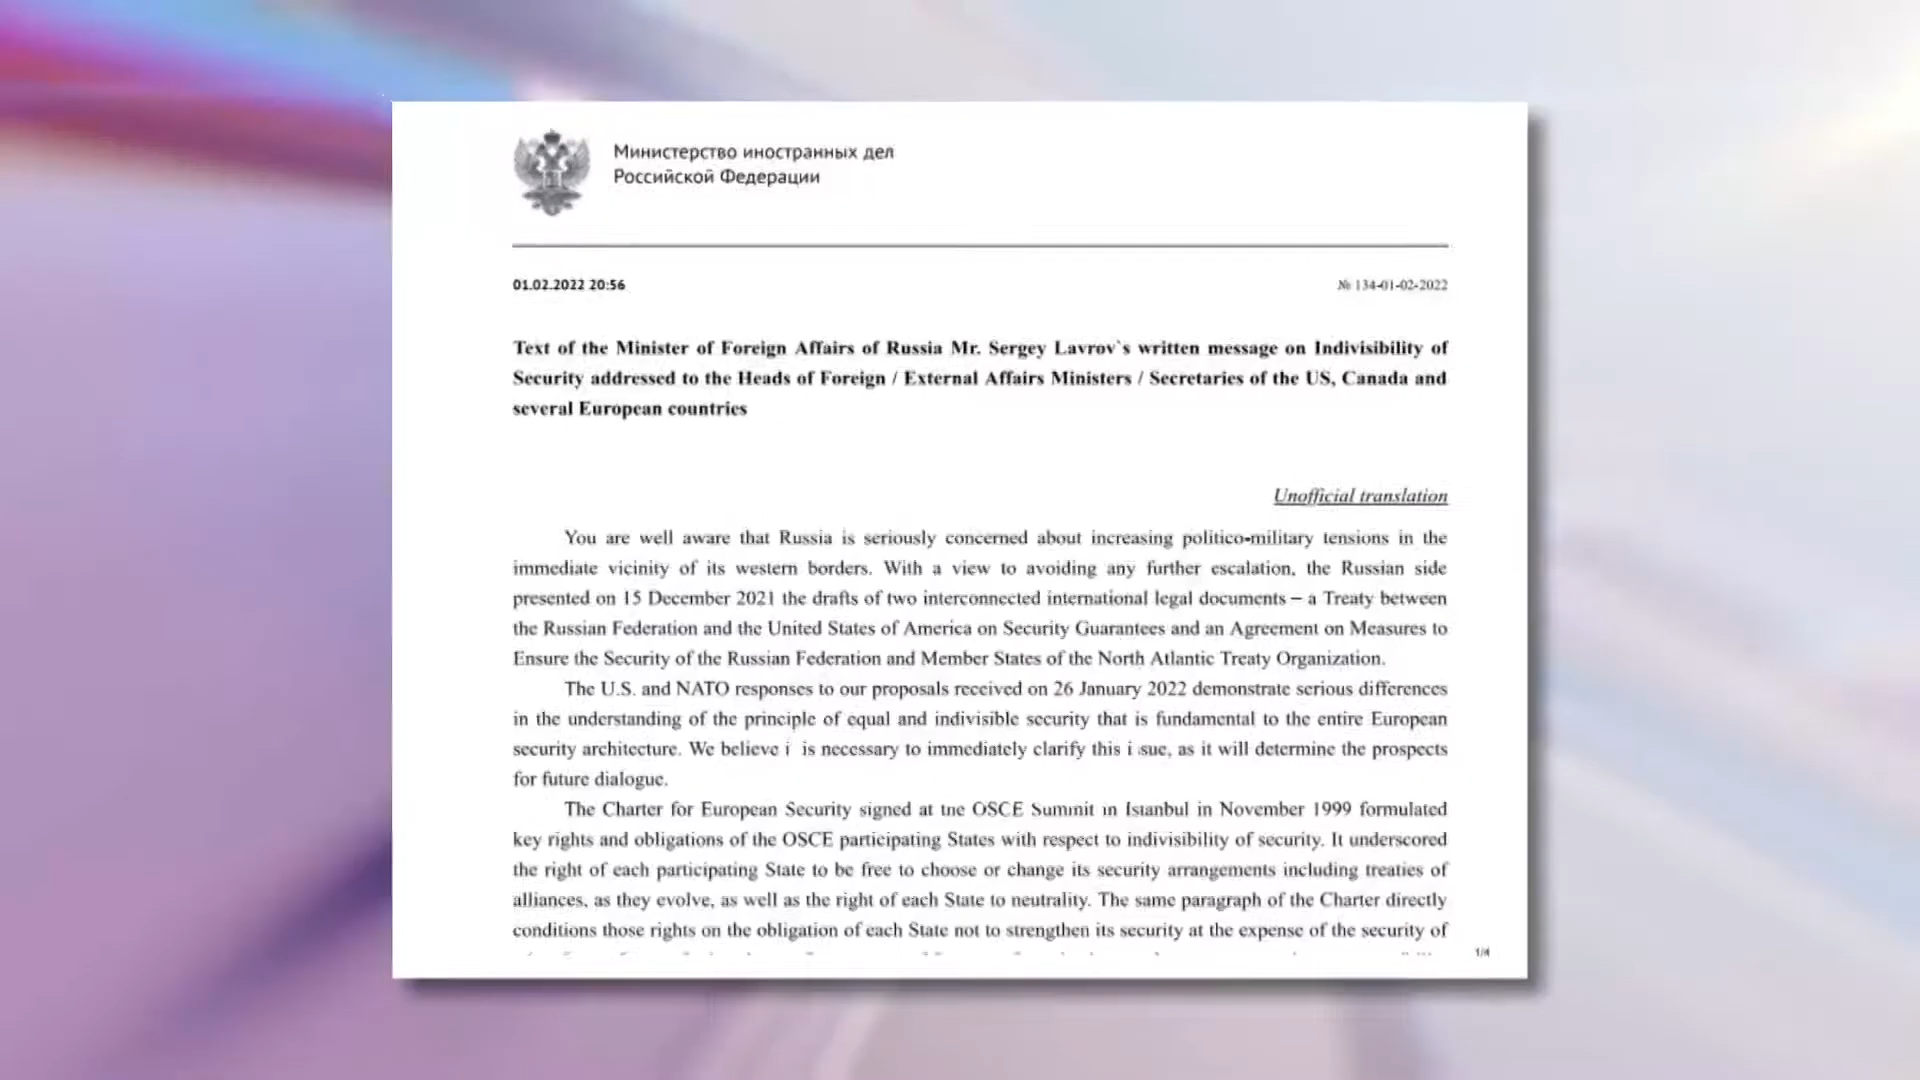 Министерство иностранных дел
Российской Федерации
01.02.2022 20:56
№ 134-01-02-2022
Text of the Minister of Foreign Affairs of Russia Mr. Sergey Lavrov`s written message on Indivisibility of
Security addressed to the Heads of Foreign / External Affairs Ministers / Secretaries of the US, Canada and
several European countries
Unofficial translation
You are well aware that Russia is seriously concerned about increasing politico-military tensions in the
immediate vicinity of its western borders. With a view to avoiding any further escalation, the Russian side
presented on 15 December 2021 the drafts of two interconnected international legal documents – a Treaty between
the Russian Federation and the United States of America on Security Guarantees and an Agreement on Measures to
Ensure the Security of the Russian Federation and Member States of the North Atlantic Treaty Organization.
The U.S. and NATO responses to our proposals received on 26 January 2022 demonstrate serious differences
in the understanding of the principle of equal and indivisible security that is fundamental to the entire European
security architecture. We believe i is necessary to immediately clarify this i sue, as it will determine the prospects
for future dialogue.
The Charter for European Security signed at the OSCE Summit in Istanbul in November 1999 formulated
key rights and obligations of the OSCE participating States with respect to indivisibility of security. It underscored
the right of each participating State to be free to choose or change its security arrangements including treaties of
alliances, as they evolve, as well as the right of each State to neutrality. The same paragraph of the Charter directly
conditions those rights on the obligation of each State not to strengthen its security at the expense of the security of
1/4